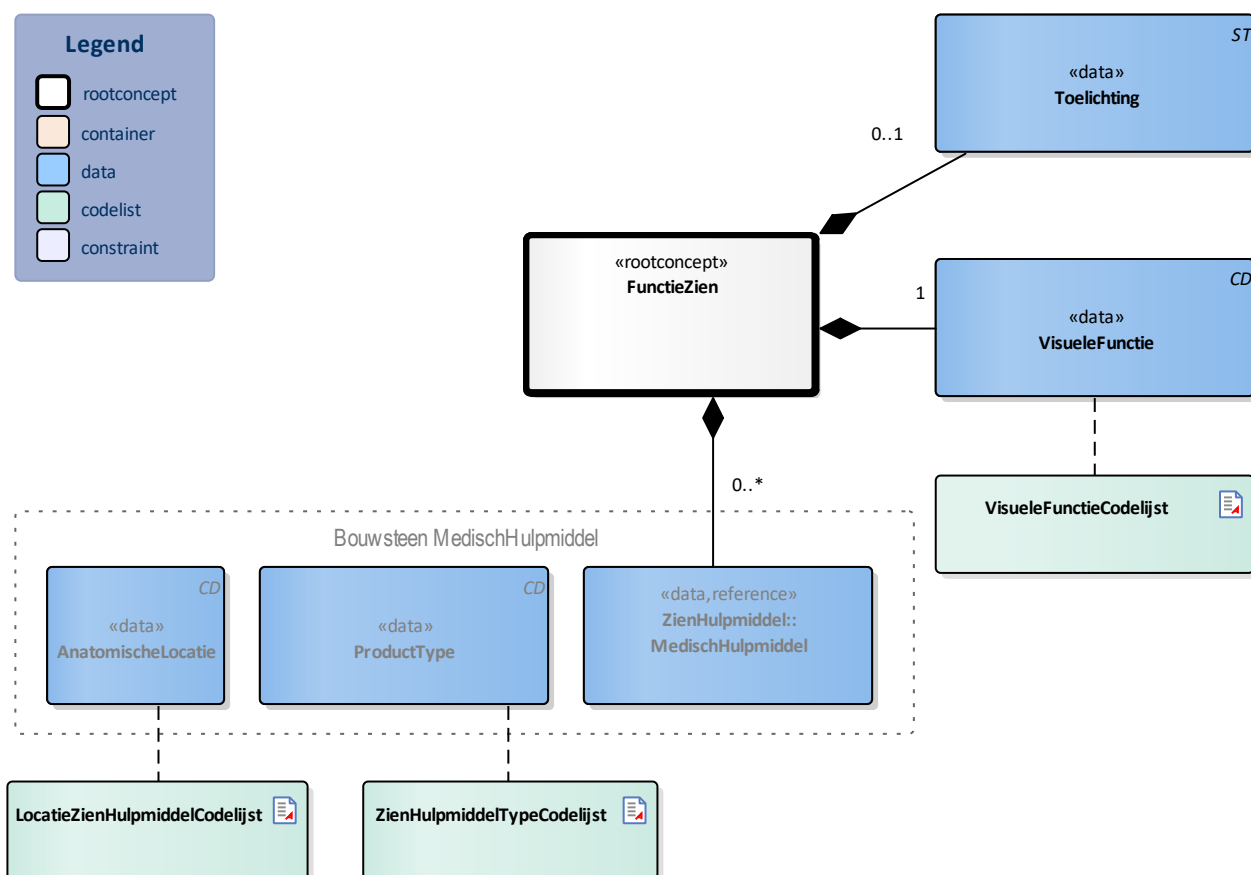 Legend
rootconcept
container
data
codelist
constraint
ST
«data»
Toelichting
0..1
«rootconcept»
FunctieZien
1
CD
«data»
VisueleFunctie
0..*
VisueleFunctieCodelijst
Bouwsteen MedischHulpmiddel
CD
«data»
AnatomischeLocatie
CD
«data»
ProductType
«data,reference»
ZienHulpmiddel::
MedischHulpmiddel
LocatieZienHulpmiddelCodelijst
ZienHulpmiddelTypeCodelijst